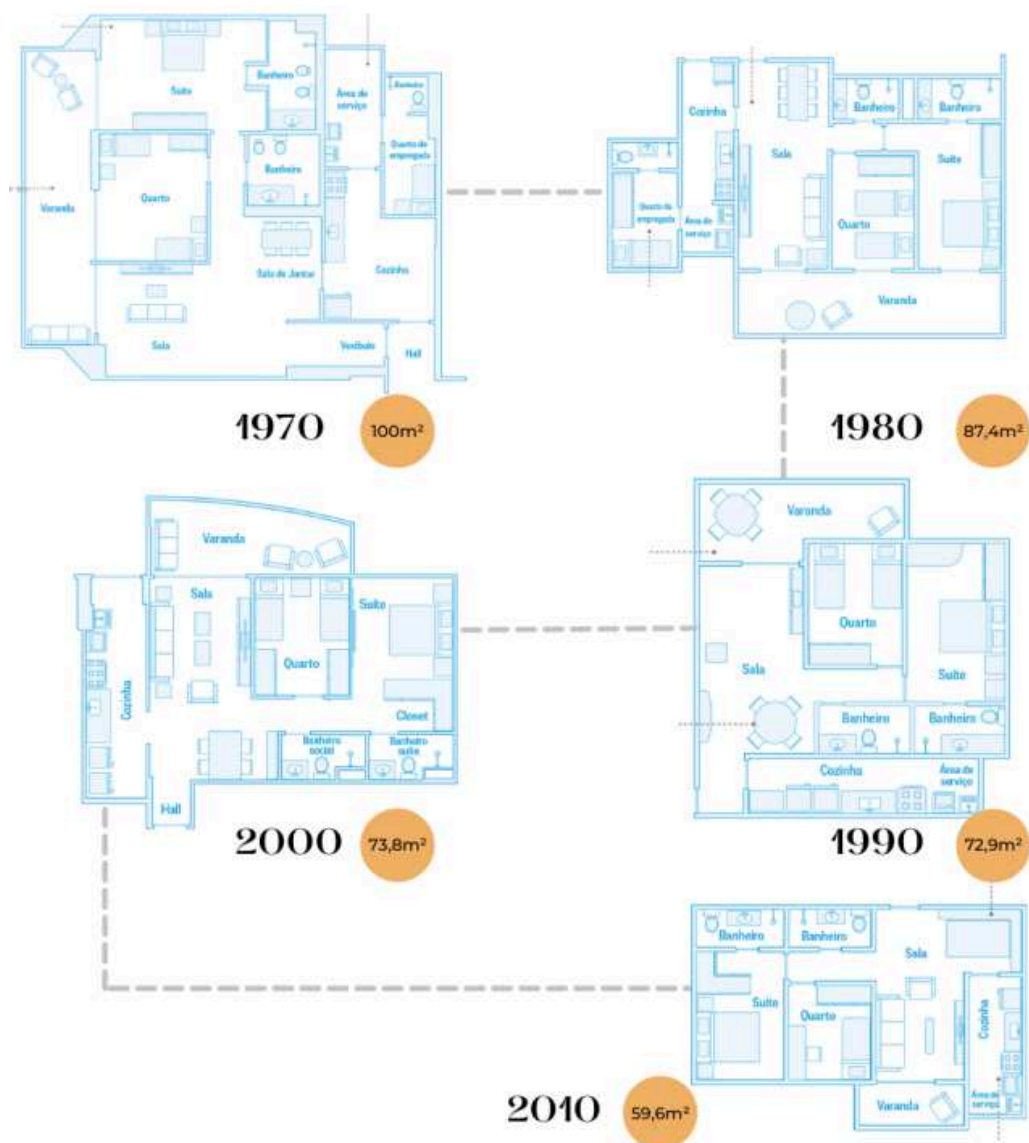 Suíte
Banheiro
Área de
serviço
Banheiro
Quarto de
empregada
Banheiro
Varanda
Quarto
Sala de Jantar
Cozinha
Sala
Vestíbulo
Hall
1970
100m²
Cozinha
Banheiro
Banheiro
Sala
Suíte
Quarto de
empregada
Área de
serviço
Quarto
Varanda
1980
87,4m²
Varanda
Sala
Suíte
Quarto
Cozinha
Closet
Banheiro
social
Banheiro
suíte
Hall
2000
73,8m²
Varanda
Quarto
Sala
Suíte
Banheiro
Banheiro
Cozinha
Área de
serviço
1990
72,9m²
Banheiro
Banheiro
Sala
Suíte
Quarto
Cozinha
Varanda
Área de
serviço
2010
59,6m²